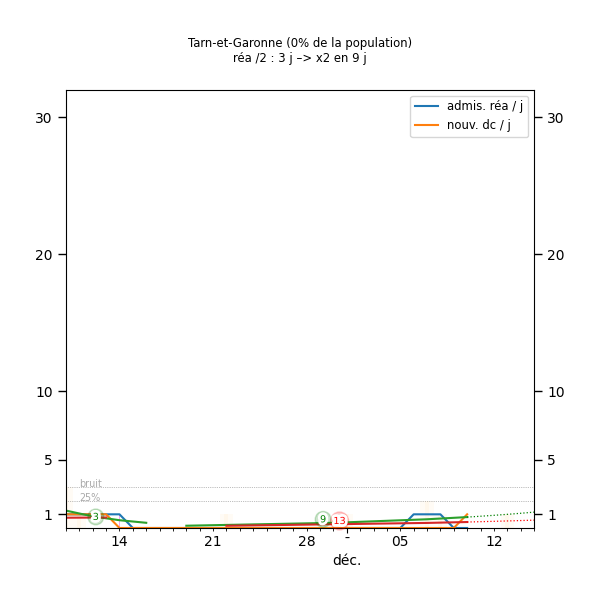 Tarn-et-Garonne (0% de la population)
réa /2 : 3 j –> x2 en 9 j
admis. réa / j
nouv. dc / j
30 30
20 20
10 10
5 5
bruit
25%
1 1
3 9 13
14 21 28 - 05 12
déc.